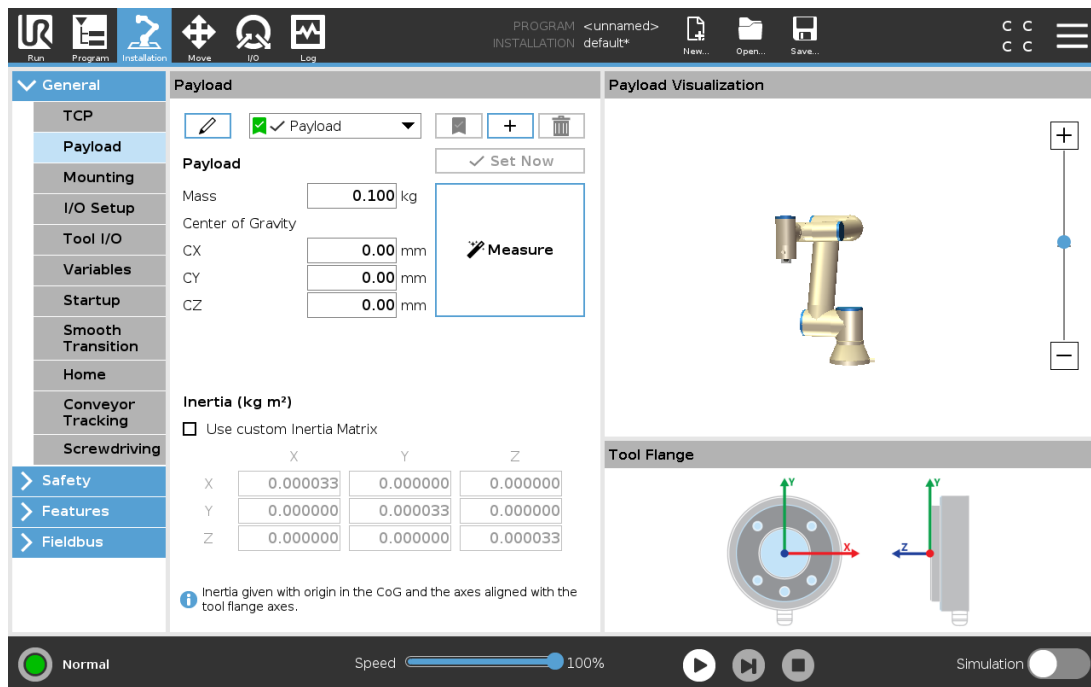 PROGRAM <unnamed>
INSTALLATION default*
UR
Run
Program
Installation
Move
I/O
Log
New...
Open...
Save...
C C
C C
General
TCP
Payload
Mounting
I/O Setup
Tool I/O
Variables
Startup
Smooth
Transition
Home
Conveyor
Tracking
Screwdriving
Safety
Features
Fieldbus
Payload
Payload
Set Now
Payload
Mass 0.100 kg
Center of Gravity
CX 0.00 mm
CY 0.00 mm
CZ 0.00 mm
Measure
Inertia (kg m²)
Use custom Inertia Matrix
X Y Z
X 0.000033 0.000000 0.000000
Y 0.000000 0.000033 0.000000
Z 0.000000 0.000000 0.000033
Inertia given with origin in the CoG and the axes aligned with the
tool flange axes.
Payload Visualization
Tool Flange
Y
X
Y
Z
Normal
Speed 100%
Simulation